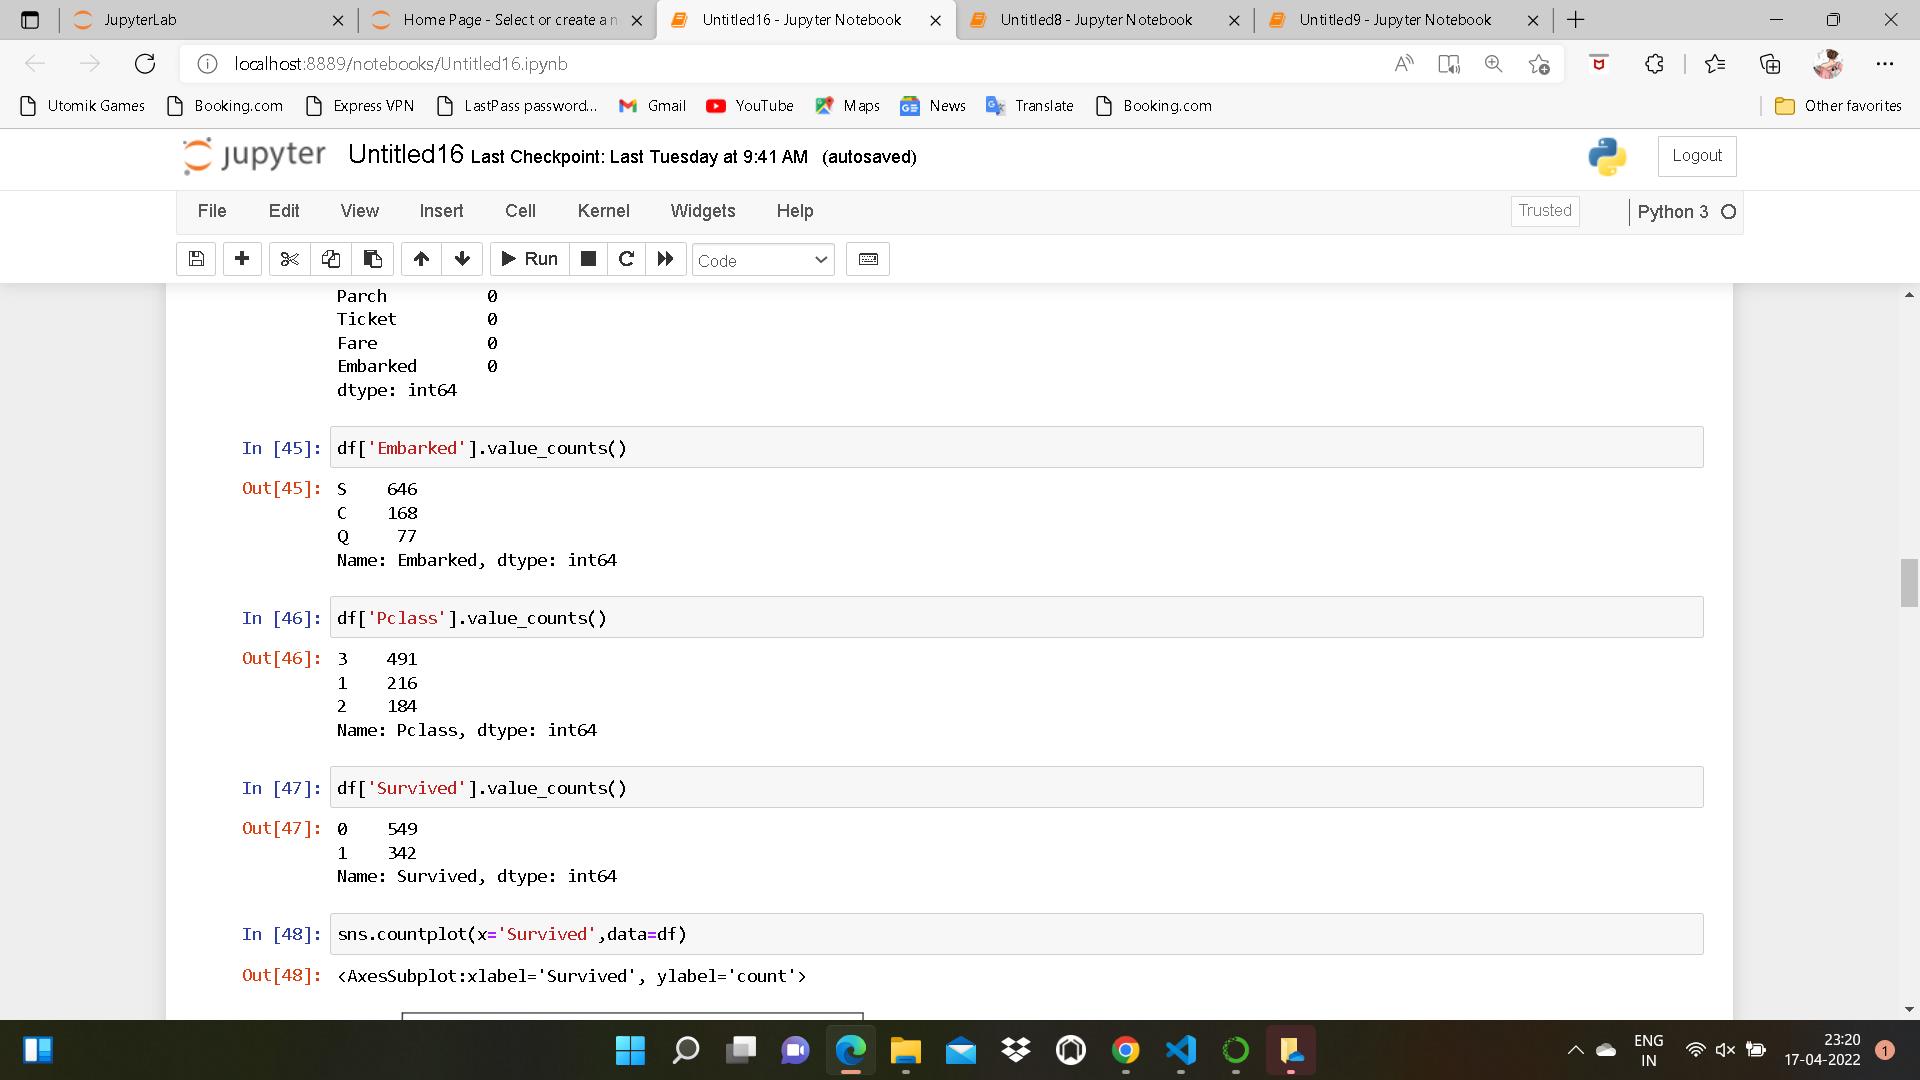 JupyterLab
Home Page - Select or create a n
Untitled16 - Jupyter Notebook
Untitled8 - Jupyter Notebook
Untitled9 - Jupyter Notebook
localhost:8889/notebooks/Untitled16.ipynb
Utomik Games
Booking.com
Express VPN
LastPass password...
Gmail
YouTube
Maps
News
Translate
Booking.com
Other favorites
jupyter Untitled16 Last Checkpoint: Last Tuesday at 9:41 AM (autosaved)
Logout
File Edit View Insert Cell Kernel Widgets Help
Trusted
Python 3
Run
Code
Parch 0
Ticket 0
Fare 0
Embarked 0
dtype: int64
In [45]: df['Embarked'].value_counts()
Out[45]: S 646
C 168
Q 77
Name: Embarked, dtype: int64
In [46]: df['Pclass'].value_counts()
Out[46]: 3 491
1 216
2 184
Name: Pclass, dtype: int64
In [47]: df['Survived'].value_counts()
Out[47]: 0 549
1 342
Name: Survived, dtype: int64
In [48]: sns.countplot(x='Survived',data=df)
Out[48]: <AxesSubplot:xlabel='Survived', ylabel='count'>
ENG
IN
23:20
17-04-2022
1